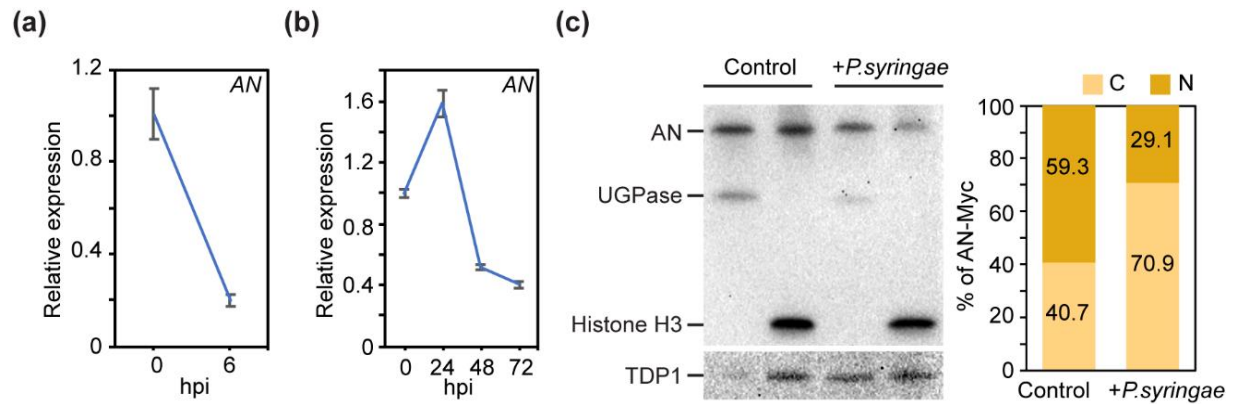 (a)
Relative expression
1.2
0.8
0.4
0
AN
0 6
hpi
(b)
Relative expression
1.6
1.2
0.8
0.4
0
AN
0 24 48 72
hpi
(c)
Control +P.syringae
AN
UGPase
Histone H3
TDP1
C N
% of AN-Myc
100
80
60
40
20
0
59.3
40.7
29.1
70.9
Control +P.syringae